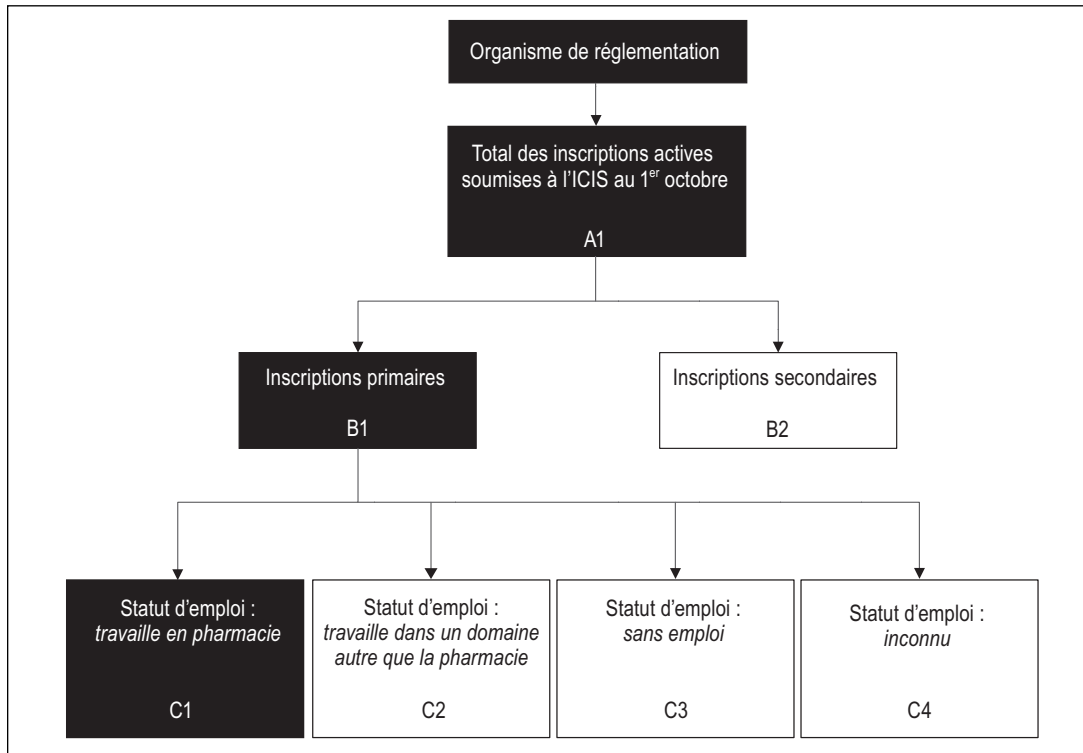 Organisme de réglementation
Total des inscriptions actives
soumises à l'ICIS au 1er octobre
A1
Inscriptions primaires
B1
Inscriptions secondaires
B2
Statut d'emploi :
travaille en pharmacie
C1
Statut d'emploi :
travaille dans un domaine
autre que la pharmacie
C2
Statut d'emploi :
sans emploi
C3
Statut d'emploi :
inconnu
C4